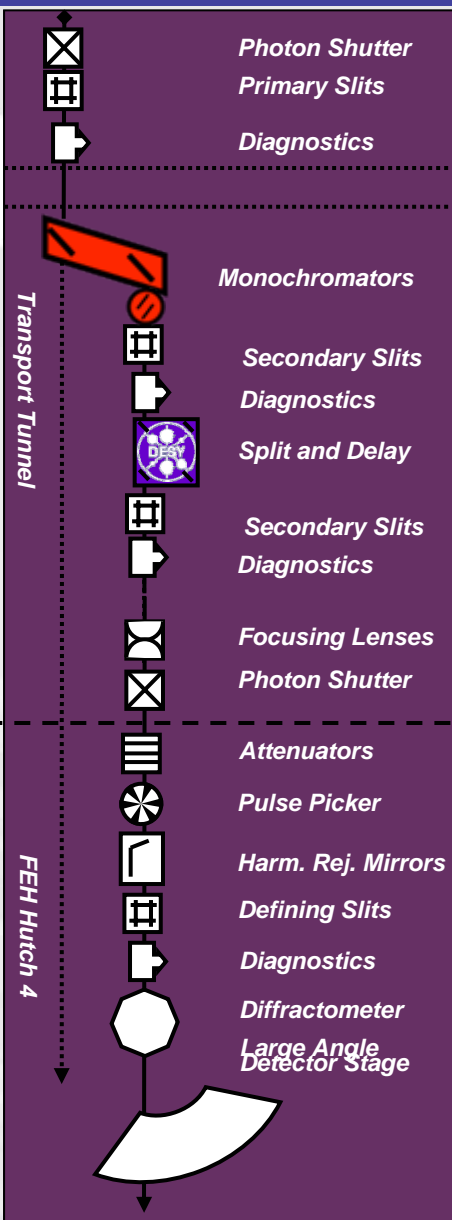 Photon Shutter
Primary Slits
Diagnostics
Monochromators
Transport Tunnel
Secondary Slits
Diagnostics
DESY
Split and Delay
Secondary Slits
Diagnostics
Focusing Lenses
Photon Shutter
Attenuators
Pulse Picker
FEH Hutch 4
Harm. Rej. Mirrors
Defining Slits
Diagnostics
Diffractometer
Large Angle
Detector Stage